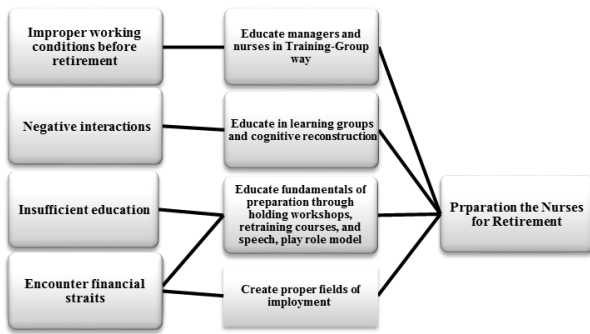 Improper working
conditions before
retirement
Educate managers and
nurses in Training-Group
way
Negative interactions
Educate in learning groups
and cognitive reconstruction
Insufficient education
Educate fundamentals of
preparation through
holding workshops,
retraining courses, and
speech, play role model
Prparation the Nurses
for Retirement
Encounter financial
straits
Create proper fields of
imployment